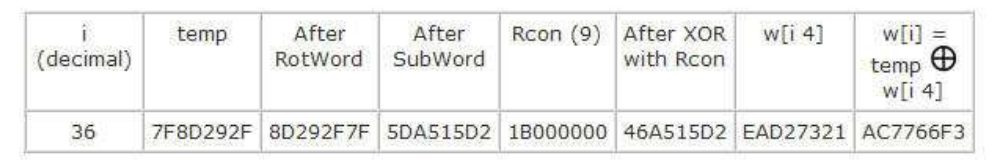 i (decimal) temp After RotWord After SubWord Rcon (9) After XOR with Rcon w[i 4] w[i] = temp ⊕ w[i 4]
36 7F8D292F 8D292F7F 5DA515D2 1B000000 46A515D2 EAD27321 AC7766F3